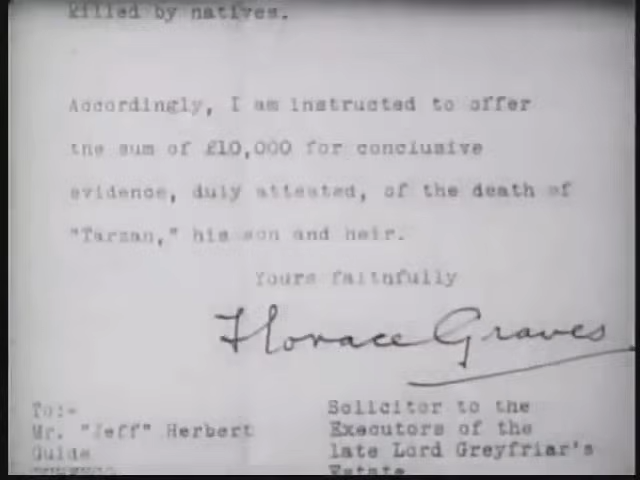 killed by natives.
Accordingly, I am instructed to offer
the sum of £10,000 for conclusive
evidence, duly attested, of the death of
"Tarzan," his son and heir.
Yours faithfully
Horace Graves
To:-
Mr. "Jeff" Herbert
Guide
Solicitor to the
Executors of the
late Lord Greyfriar's
Estate